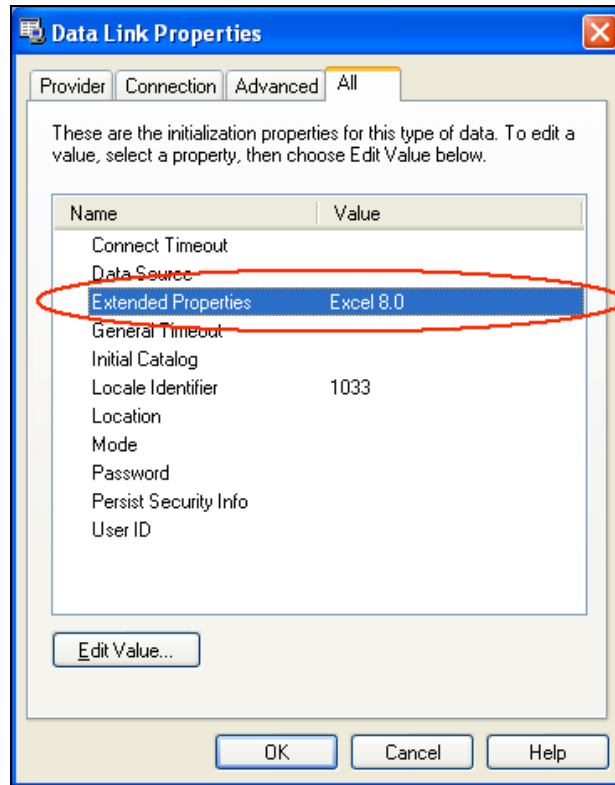 Data Link Properties
Provider Connection Advanced All
These are the initialization properties for this type of data. To edit a
value, select a property, then choose Edit Value below.
Name Value
Connect Timeout
Data Source
Extended Properties Excel 8.0
General Timeout
Initial Catalog
Locale Identifier 1033
Location
Mode
Password
Persist Security Info
User ID
Edit Value...
OK Cancel Help